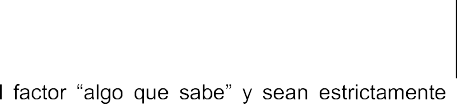 l factor “algo que sabe” y sean estrictamente